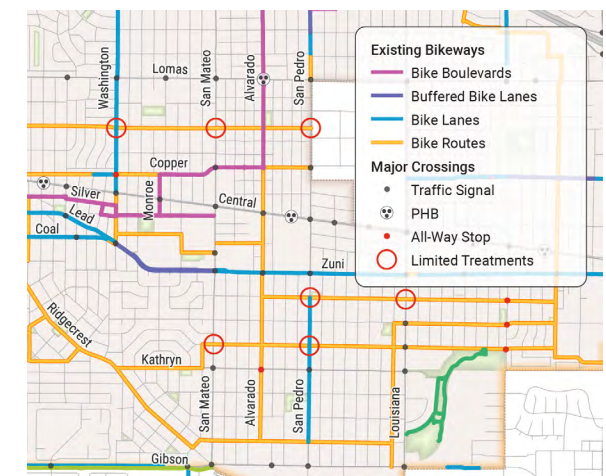 Existing Bikeways
Bike Boulevards
Buffered Bike Lanes
Bike Lanes
Bike Routes
Major Crossings
Traffic Signal
PHB
All-Way Stop
Limited Treatments
Washington
Lomas
San Mateo
Alvarado
San Pedro
Copper
Silver
Monroe
Central
Lead
Coal
Zuni
Ridgecrest
Kathryn
San Mateo
Alvarado
San Pedro
Louisiana
Gibson